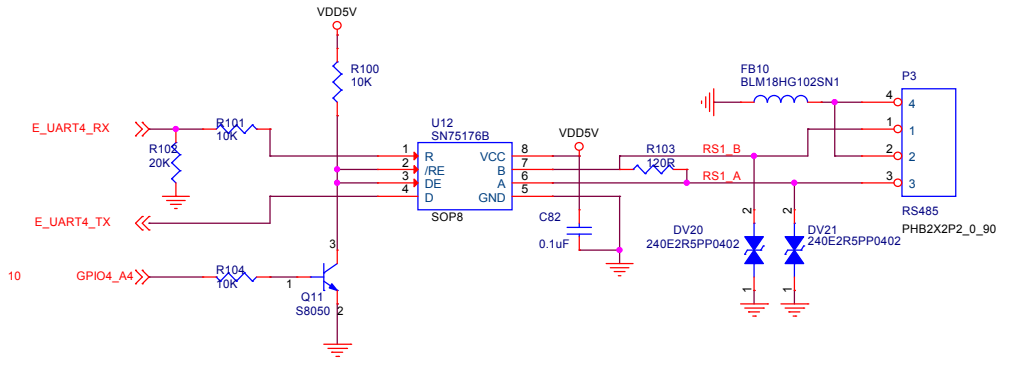 VDD5V
R100
10K
FB10
BLM18HG102SN1
P3
4
4
E_UART4_RX
R101
10K
R102
20K
U12
SN75176B
VDD5V
1
R
VCC
8
2
/RE
B
7
3
DE
A
6
4
D
GND
5
SOP8
R103
120R
RS1_B
RS1_A
1
1
2
2
3
3
RS485
PHB2X2P2_0_90
E_UART4_TX
C82
0.1uF
2
DV20
240E2R5PP0402
1
2
DV21
240E2R5PP0402
1
10
GPIO4_A4
R104
10K
1
3
Q11
S8050
2